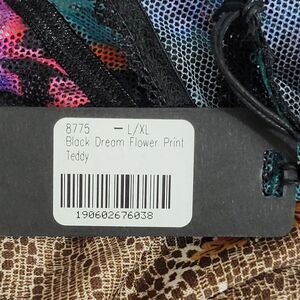 8775 – L/XL
Black Dream Flower Print
Teddy
190602676038